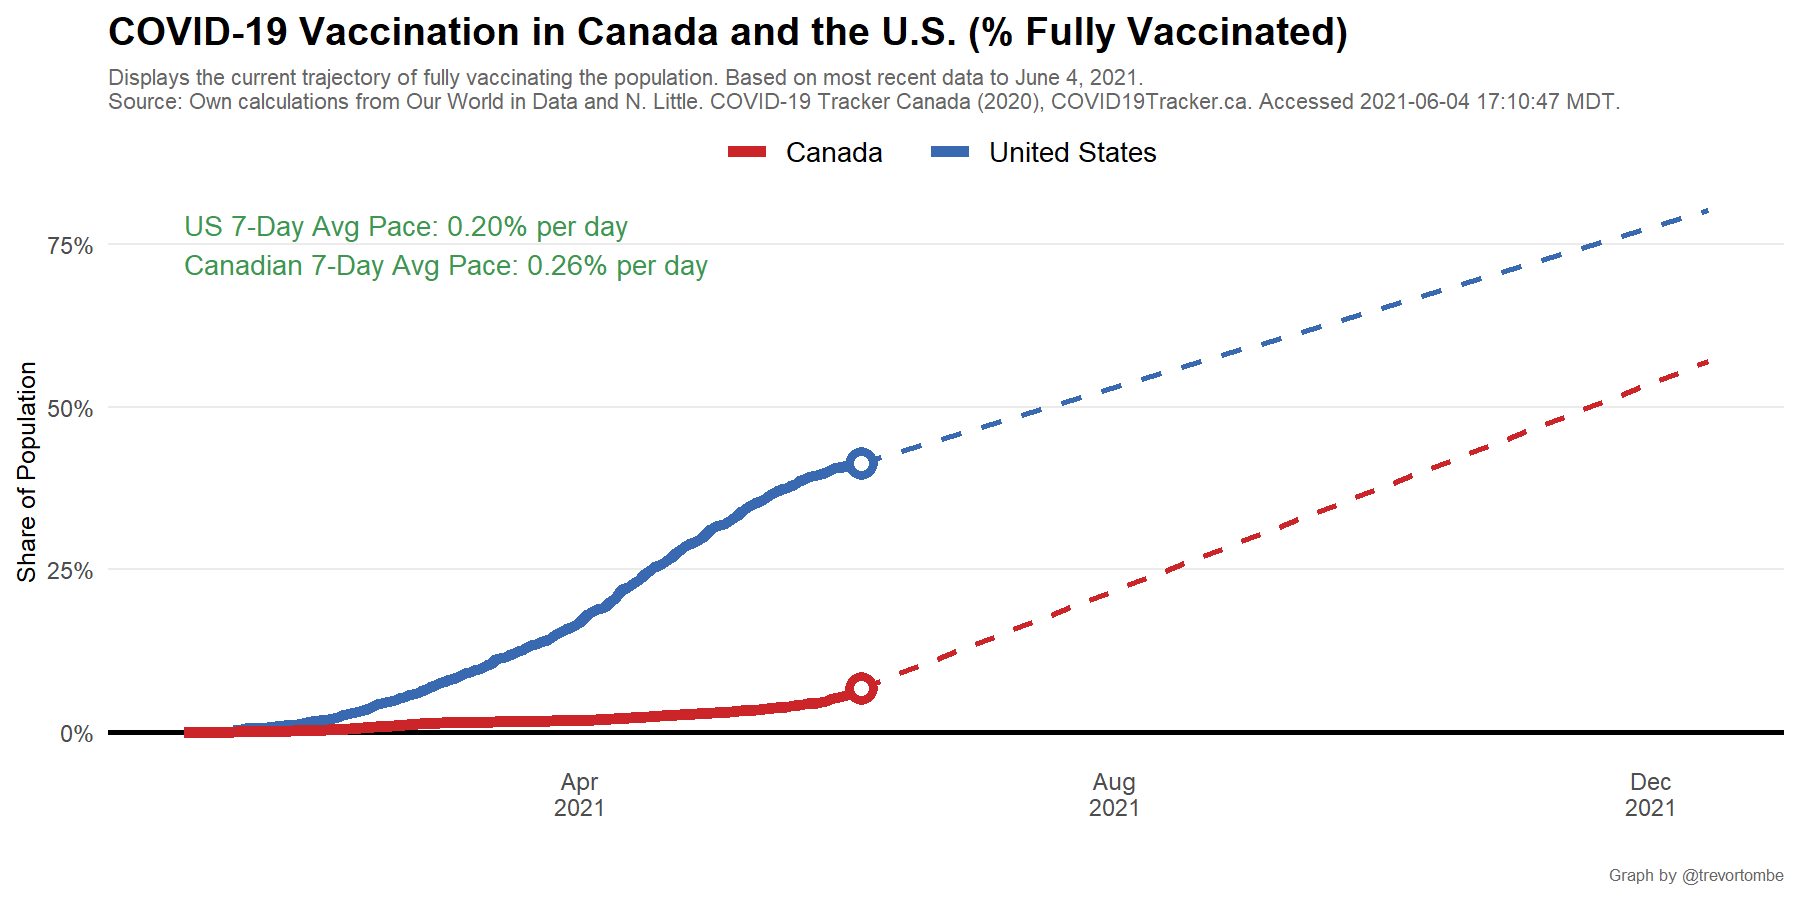 COVID-19 Vaccination in Canada and the U.S. (% Fully Vaccinated)
Displays the current trajectory of fully vaccinating the population. Based on most recent data to June 4, 2021.
Source: Own calculations from Our World in Data and N. Little. COVID-19 Tracker Canada (2020), COVID19Tracker.ca. Accessed 2021-06-04 17:10:47 MDT.
Canada United States
US 7-Day Avg Pace: 0.20% per day
Canadian 7-Day Avg Pace: 0.26% per day
Share of Population
75%
50%
25%
0%
Apr 2021
Aug 2021
Dec 2021
Graph by @trevortombe